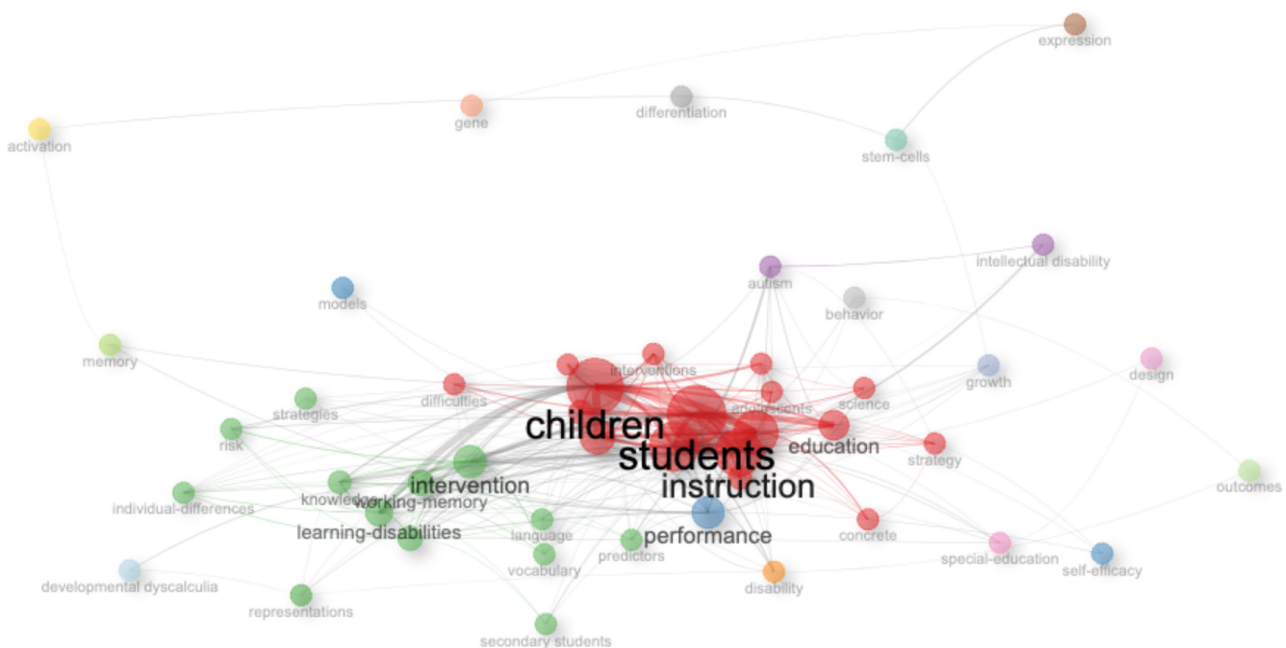 expression
differentiation
gene
activation
stem-cells
intellectual disability
autism
models
behavior
memory
interventions
growth
design
difficulties
science
adolescents
strategies
children
risk
education
students
strategy
intervention
instruction
outcomes
knowledge
working-memory
individual-differences
learning-disabilities
language
performance
concrete
predictors
special-education
vocabulary
self-efficacy
developmental dyscalculia
disability
representations
secondary students